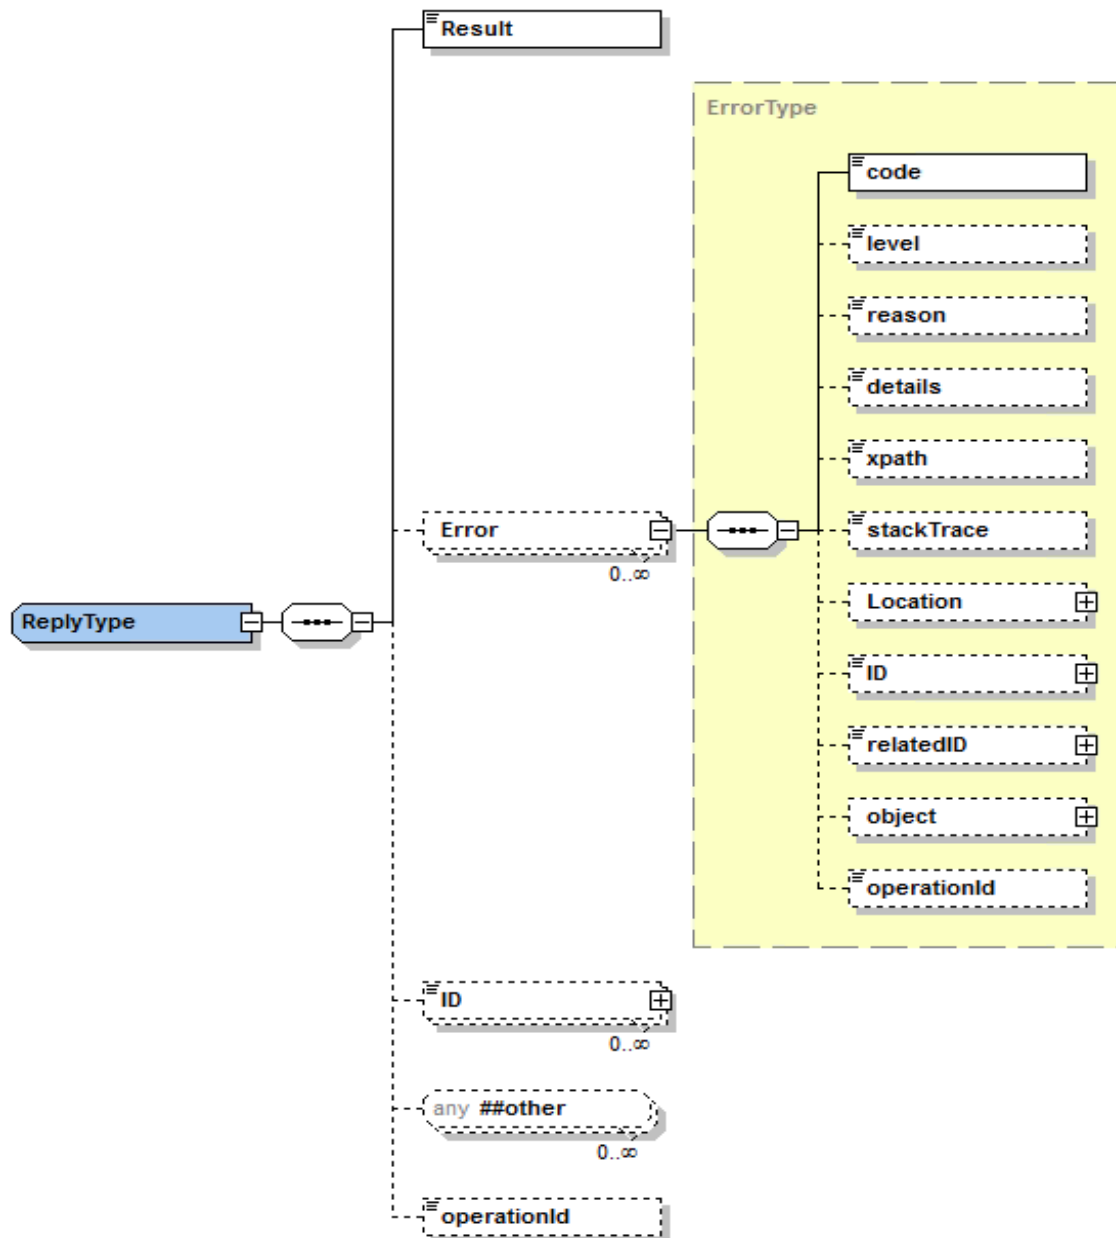 Result
ErrorType
code
level
reason
details
xpath
stackTrace
Error
0..∞
Location
ReplyType
ID
relatedID
object
operationId
ID
0..∞
any ##other
0..∞
operationId